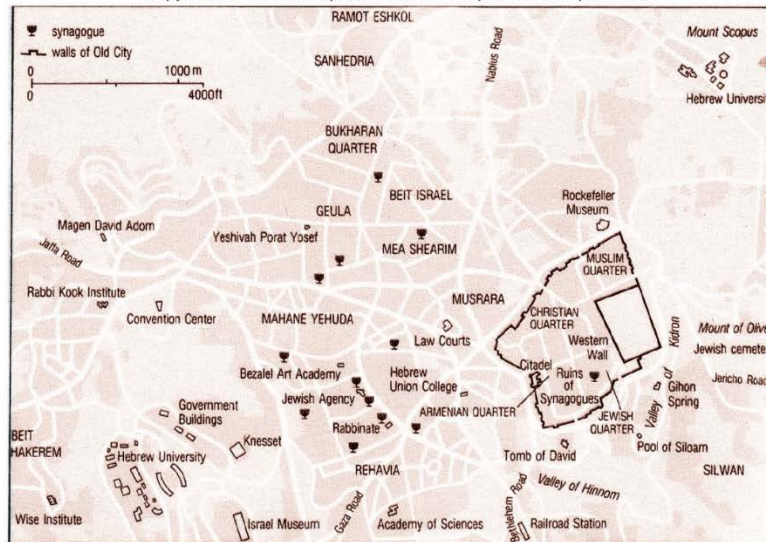 RAMOT ESHKOL
synagogue
walls of Old City
Mount Scopus
SANHEDRIA
Nablus Road
0 1000 m
0 4000ft
Hebrew University
BUKHARAN
QUARTER
BEIT ISRAEL
Rockefeller
Museum
GEULA
Magen David Adom
Yeshivah Porat Yosef
MEA SHEARIM
Jaffa Road
MUSLIM
QUARTER
Rabbi Kook Institute
MUSRARA
Convention Center
MAHANE YEHUDA
CHRISTIAN
QUARTER
Kidron
Law Courts
Western
Wall
Mount of Olive
Jewish cemete
Citadel
Bezalel Art Academy
Hebrew
Union College
Ruins
of
Synagogues
Jericho Road
Jewish Agency
Gihon
Spring
Government
Buildings
ARMENIAN QUARTER
JEWISH
QUARTER
Valley of
Rabbinate
BEIT
HAKEREM
Knesset
Pool of Siloam
Hebrew University
Tomb of David
REHAVIA
SILWAN
Valley of Hinnom
Wise Institute
Israel Museum
Gaza Road
Academy of Sciences
Bethlehem Road
Railroad Station